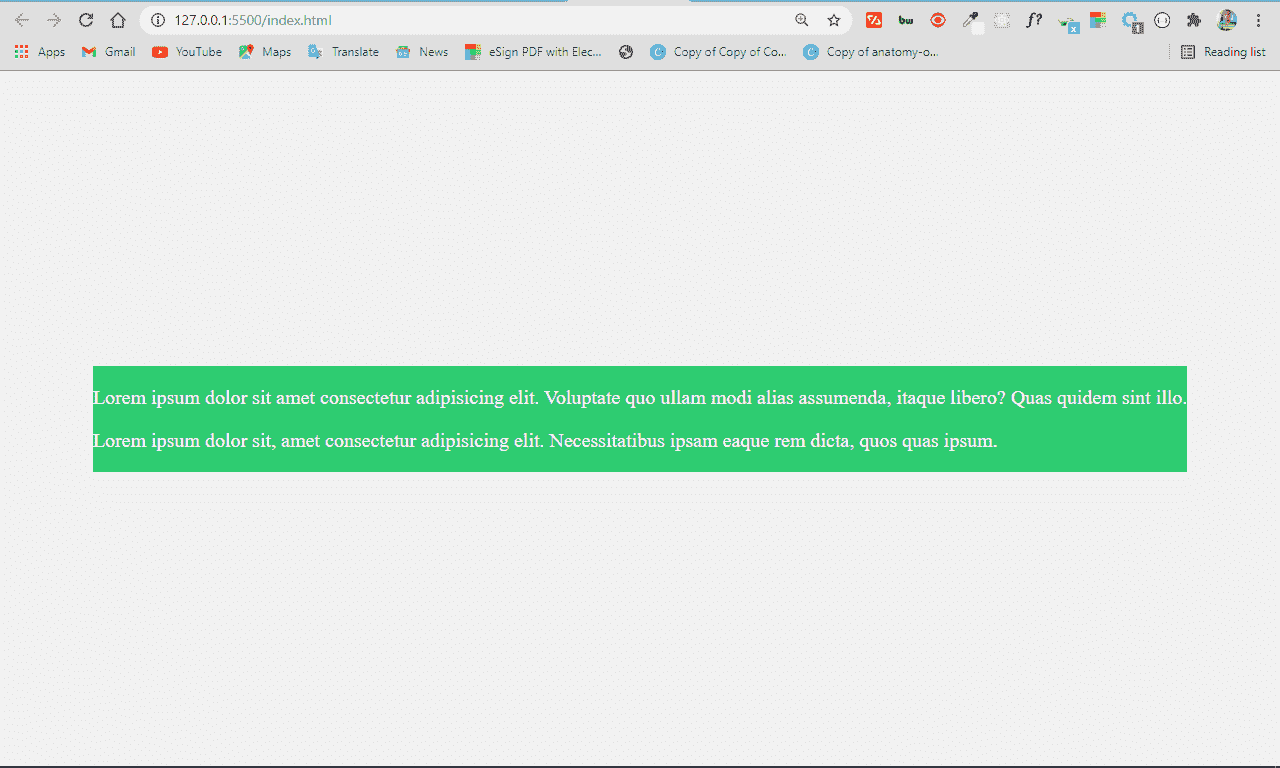 127.0.0.1:5500/index.html
bw
f?
x
Apps
Gmail
YouTube
Maps
Translate
News
eSign PDF with Elec...
Copy of Copy of Co...
Copy of anatomy-o...
Reading list
Lorem ipsum dolor sit amet consectetur adipisicing elit. Voluptate quo ullam modi alias assumenda, itaque libero? Quas quidem sint illo.
Lorem ipsum dolor sit, amet consectetur adipisicing elit. Necessitatibus ipsam eaque rem dicta, quos quas ipsum.